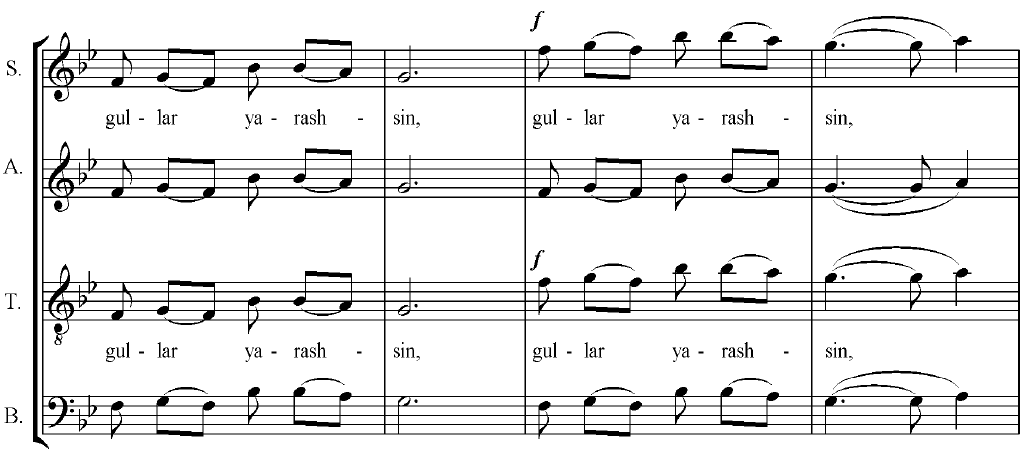 f
S.
gul - lar ya - rash - sin, gul - lar ya - rash - sin,
A.
f
T.
8
gul - lar ya - rash - sin, gul - lar ya - rash - sin,
B.